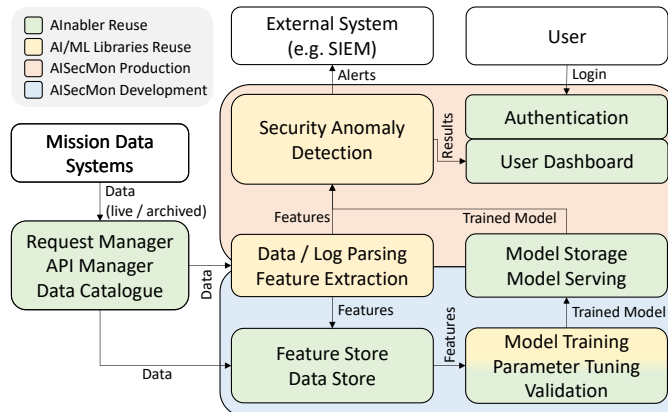 AInabler Reuse
AI/ML Libraries Reuse
AISecMon Production
AISecMon Development
External System
(e.g. SIEM)
User
Alerts
Login
Mission Data
Systems
Security Anomaly
Detection
Results
Authentication
User Dashboard
Data
(live / archived)
Features
Trained Model
Request Manager
API Manager
Data Catalogue
Data
Data / Log Parsing
Feature Extraction
Model Storage
Model Serving
Features
Trained Model
Data
Feature Store
Data Store
Features
Model Training
Parameter Tuning
Validation